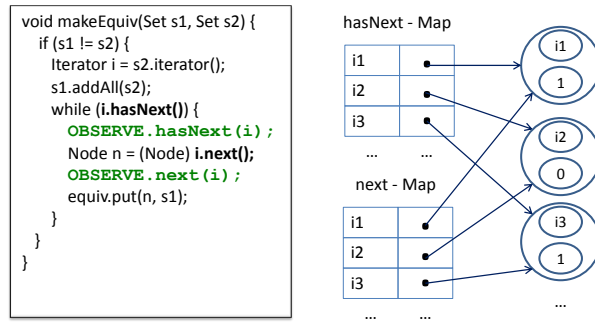 void makeEquiv(Set s1, Set s2) {
if (s1 != s2) {
Iterator i = s2.iterator();
s1.addAll(s2);
while (i.hasNext()) {
OBSERVE.hasNext(i);
Node n = (Node) i.next();
OBSERVE.next(i);
equiv.put(n, s1);
}
}
}
hasNext - Map
i1
i2
i3
… …
next - Map
i1
i2
i3
… …
i1
1
i2
0
i3
1
…